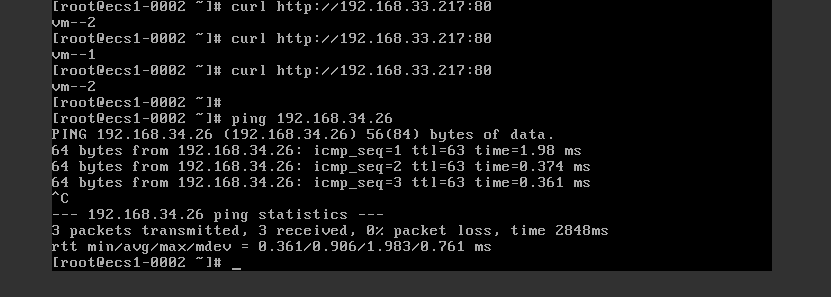 [root@ecs1-0002 ~]# curl http://192.168.33.217:80
vm--2
[root@ecs1-0002 ~]# curl http://192.168.33.217:80
vm--1
[root@ecs1-0002 ~]# curl http://192.168.33.217:80
vm--2
[root@ecs1-0002 ~]#
[root@ecs1-0002 ~]# ping 192.168.34.26
PING 192.168.34.26 (192.168.34.26) 56(84) bytes of data.
64 bytes from 192.168.34.26: icmp_seq=1 ttl=63 time=1.98 ms
64 bytes from 192.168.34.26: icmp_seq=2 ttl=63 time=0.374 ms
64 bytes from 192.168.34.26: icmp_seq=3 ttl=63 time=0.361 ms
^C
--- 192.168.34.26 ping statistics ---
3 packets transmitted, 3 received, 0% packet loss, time 2848ms
rtt min/avg/max/mdev = 0.361/0.906/1.983/0.761 ms
[root@ecs1-0002 ~]# _